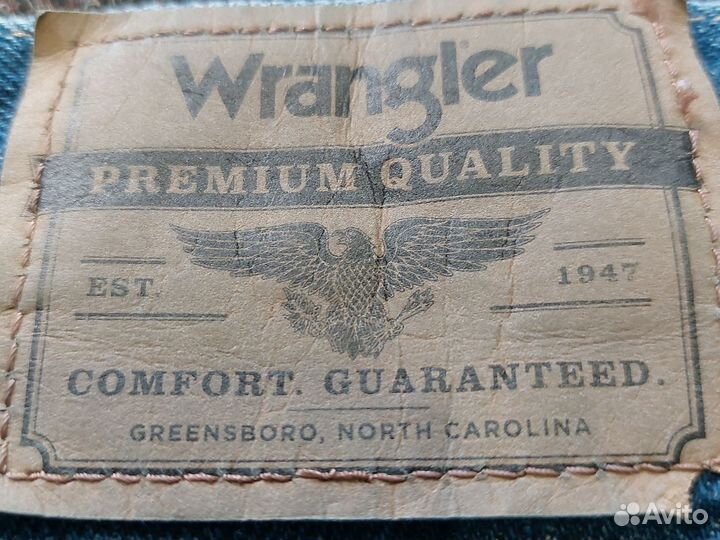 Wrangler
PREMIUM QUALITY
EST. 1947
COMFORT. GUARANTEED.
GREENSBORO, NORTH CAROLINA
Avito